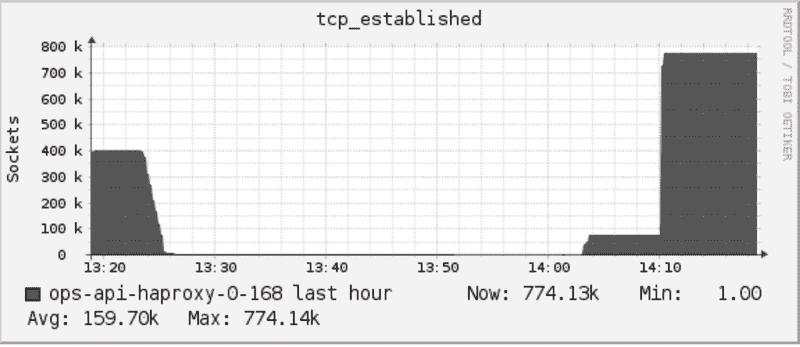 tcp_established
RRDTOOL / TOBI OETIKER
Sockets
800 k
700 k
600 k
500 k
400 k
300 k
200 k
100 k
0
13:20 13:30 13:40 13:50 14:00 14:10
ops-api-haproxy-0-168 last hour Now: 774.13k Min: 1.00
Avg: 159.70k Max: 774.14k